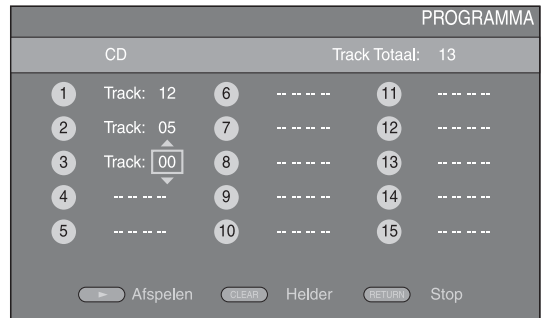 PROGRAMMA
CD Track Totaal: 13
1 Track: 12 6 -- -- -- -- 11 -- -- -- --
2 Track: 05 7 -- -- -- -- 12 -- -- -- --
3 Track: 00 8 -- -- -- -- 13 -- -- -- --
4 -- -- -- -- 9 -- -- -- -- 14 -- -- -- --
5 -- -- -- -- 10 -- -- -- -- 15 -- -- -- --
Afspelen CLEAR Helder RETURN Stop